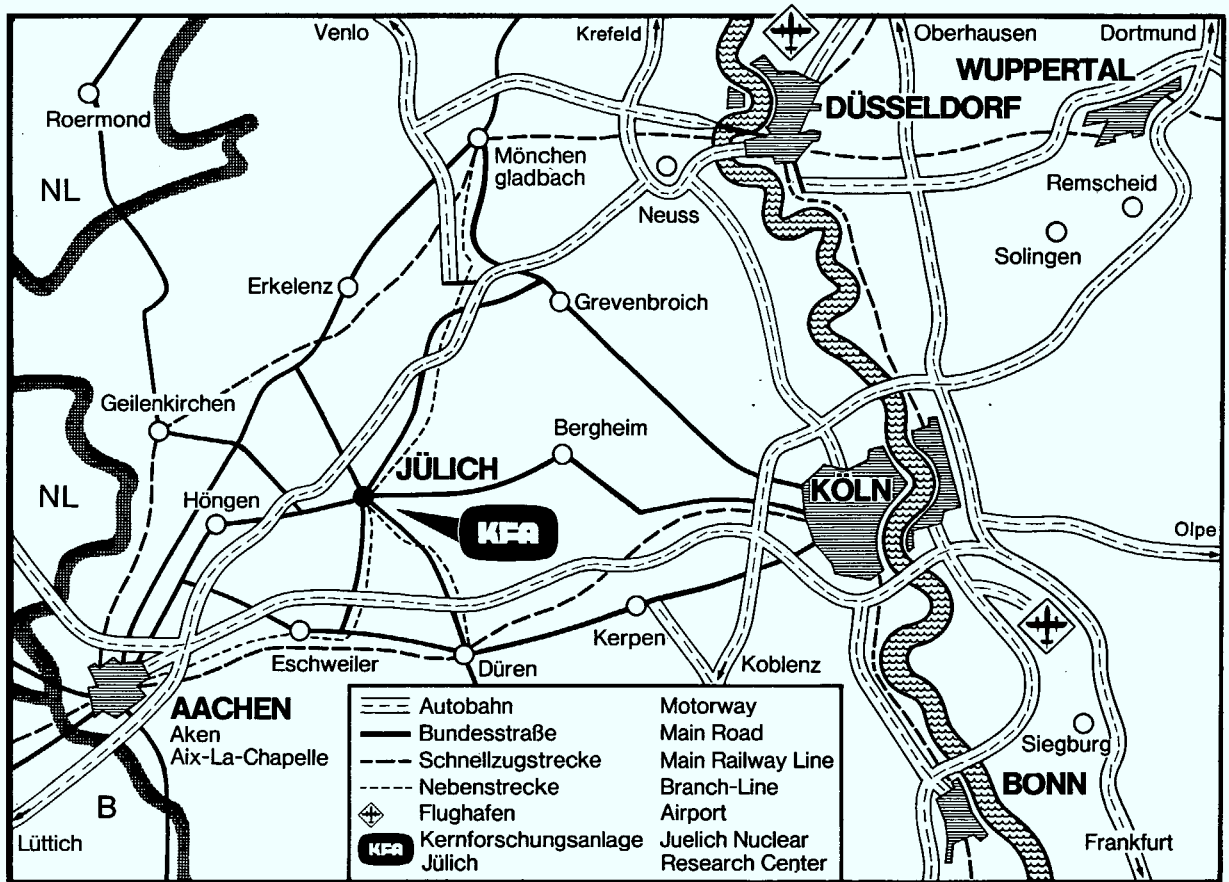 Venlo
Krefeld
Oberhausen
Dortmund
WUPPERTAL
DÜSSELDORF
Roermond
Mönchen
gladbach
NL
Neuss
Remscheid
Solingen
Erkelenz
Grevenbroich
Geilenkirchen
Bergheim
JÜLICH
NL
Höngen
KÖLN
KFA
Olpe
Eschweiler
Düren
Kerpen
Koblenz
AACHEN
Aken
Aix-La-Chapelle
Siegburg
BONN
B
Lüttich
Frankfurt
Autobahn Motorway
Bundesstraße Main Road
Schnellzugstrecke Main Railway Line
Nebenstrecke Branch-Line
Flughafen Airport
KFA Kernforschungsanlage Juelich Nuclear
Jülich Research Center